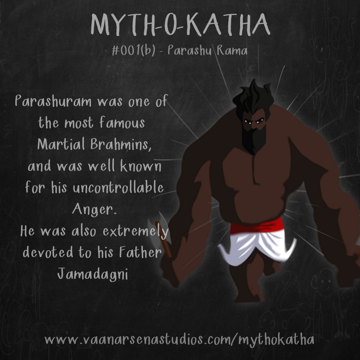 MYTH-O-KATHA
#001(b) - Parashu Rama
Parashuram was one of
the most famous
Martial Brahmins,
and was well known
for his uncontrollable
Anger.
He was also extremely
devoted to his Father
Jamadagni
www.vaanarsenastudios.com/mythokatha